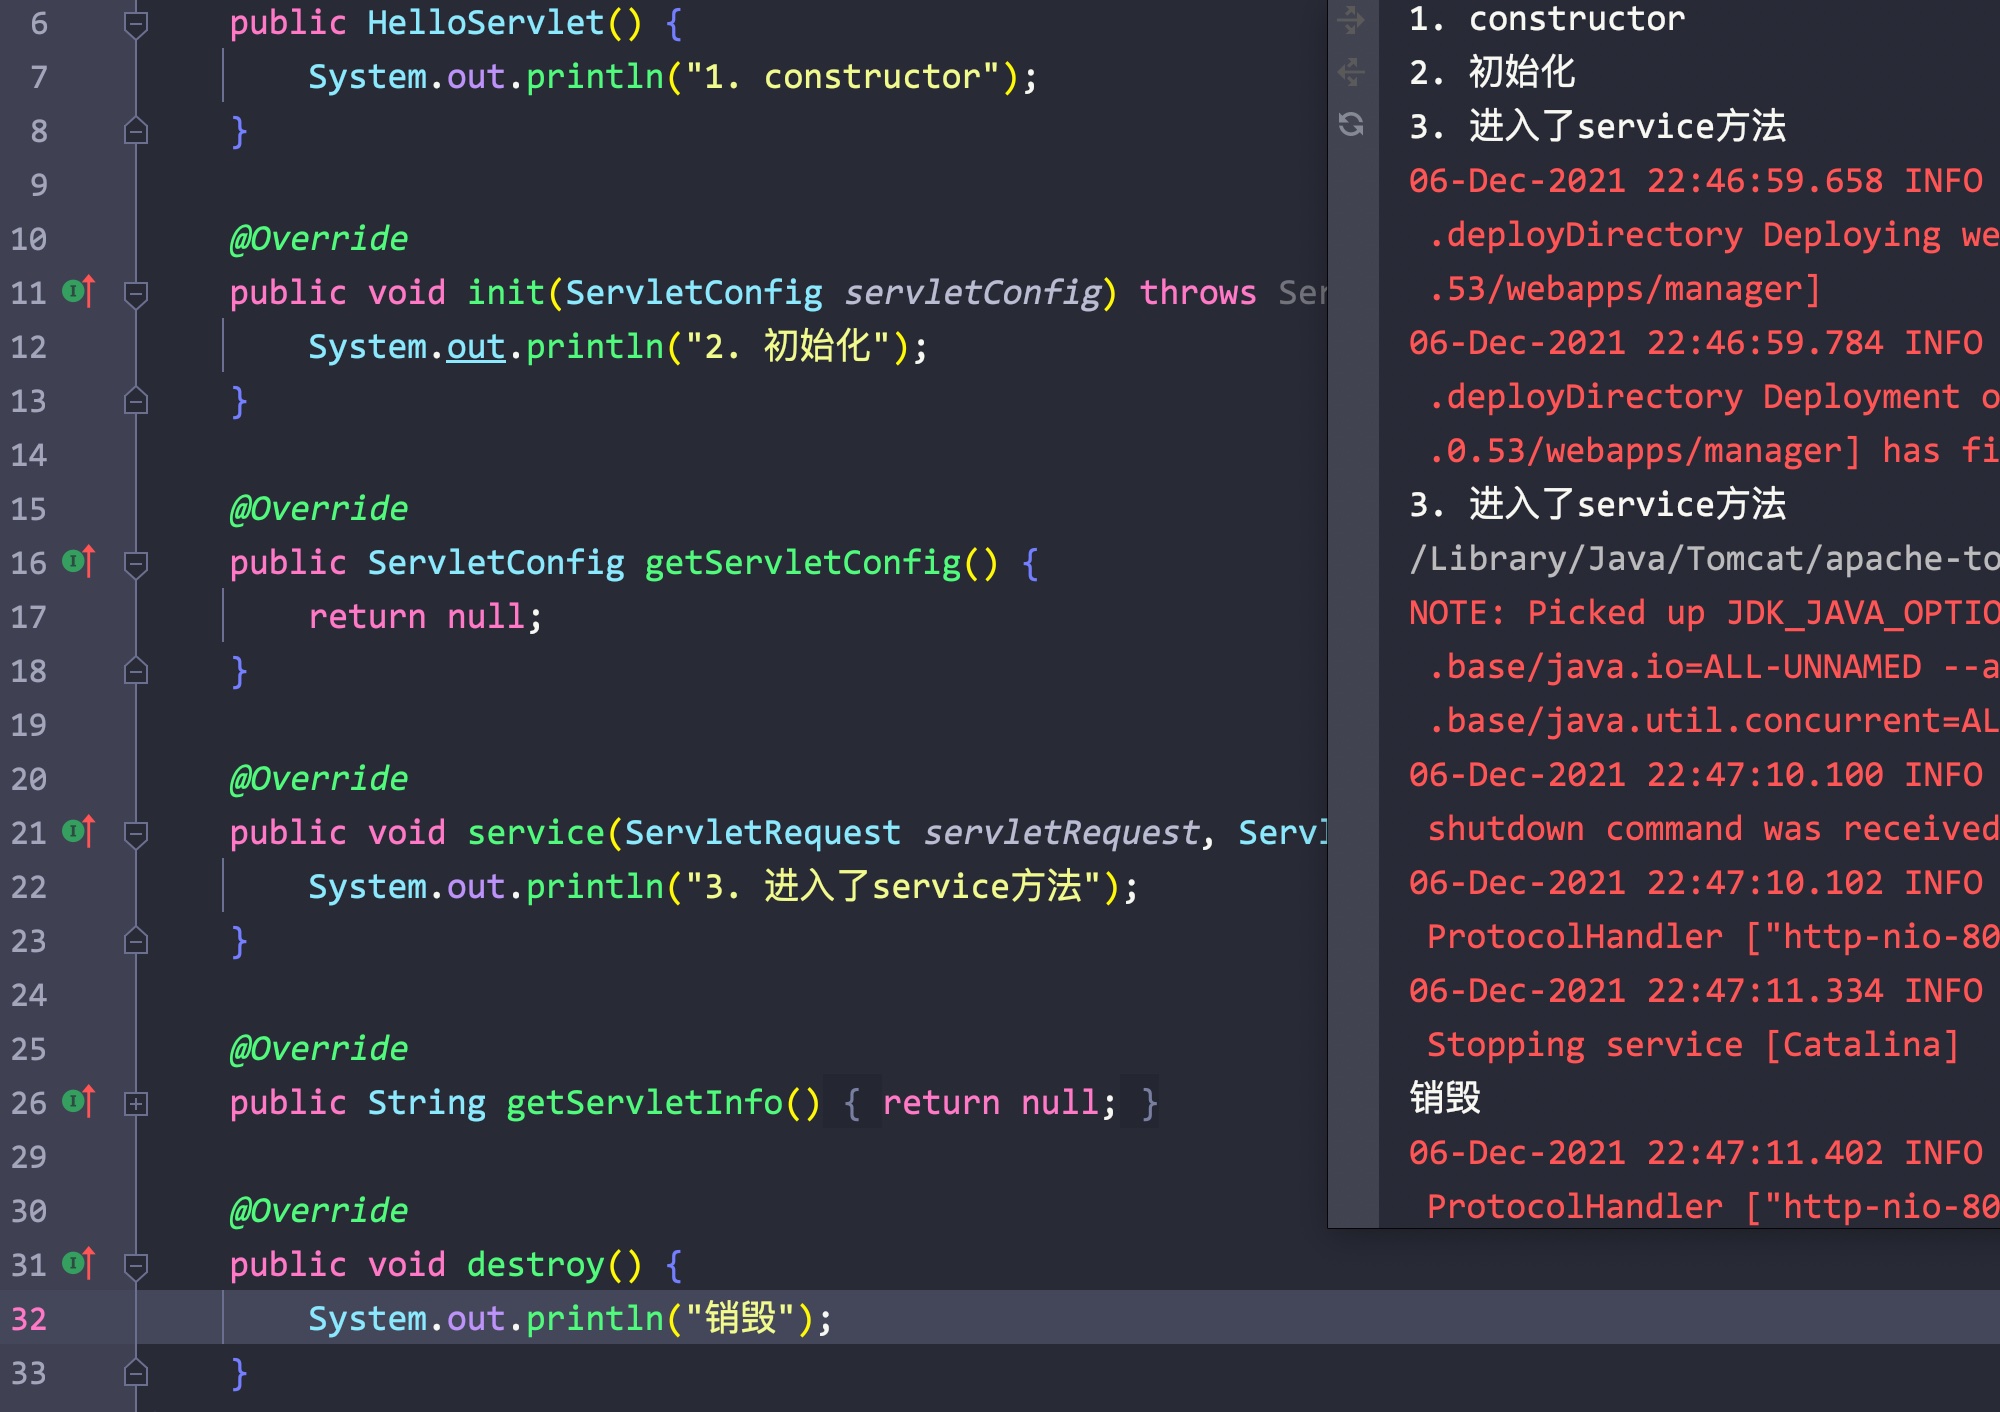 6 public HelloServlet() {
7 System.out.println("1. constructor");
8 }
9
10 @Override
11 public void init(ServletConfig servletConfig) throws Ser
12 System.out.println("2. 初始化");
13 }
14
15 @Override
16 public ServletConfig getServletConfig() {
17 return null;
18 }
19
20 @Override
21 public void service(ServletRequest servletRequest, Servl
22 System.out.println("3. 进入了service方法");
23 }
24
25 @Override
26 public String getServletInfo() { return null; }
29
30 @Override
31 public void destroy() {
32 System.out.println("销毁");
33 }
1. constructor
2. 初始化
3. 进入了service方法
06-Dec-2021 22:46:59.658 INFO
.deployDirectory Deploying we
.53/webapps/manager]
06-Dec-2021 22:46:59.784 INFO
.deployDirectory Deployment o
.0.53/webapps/manager] has fi
3. 进入了service方法
/Library/Java/Tomcat/apache-to
NOTE: Picked up JDK_JAVA_OPTIO
.base/java.io=ALL-UNNAMED --a
.base/java.util.concurrent=AL
06-Dec-2021 22:47:10.100 INFO
shutdown command was received
06-Dec-2021 22:47:10.102 INFO
ProtocolHandler ["http-nio-80
06-Dec-2021 22:47:11.334 INFO
Stopping service [Catalina]
销毁
06-Dec-2021 22:47:11.402 INFO
ProtocolHandler ["http-nio-80